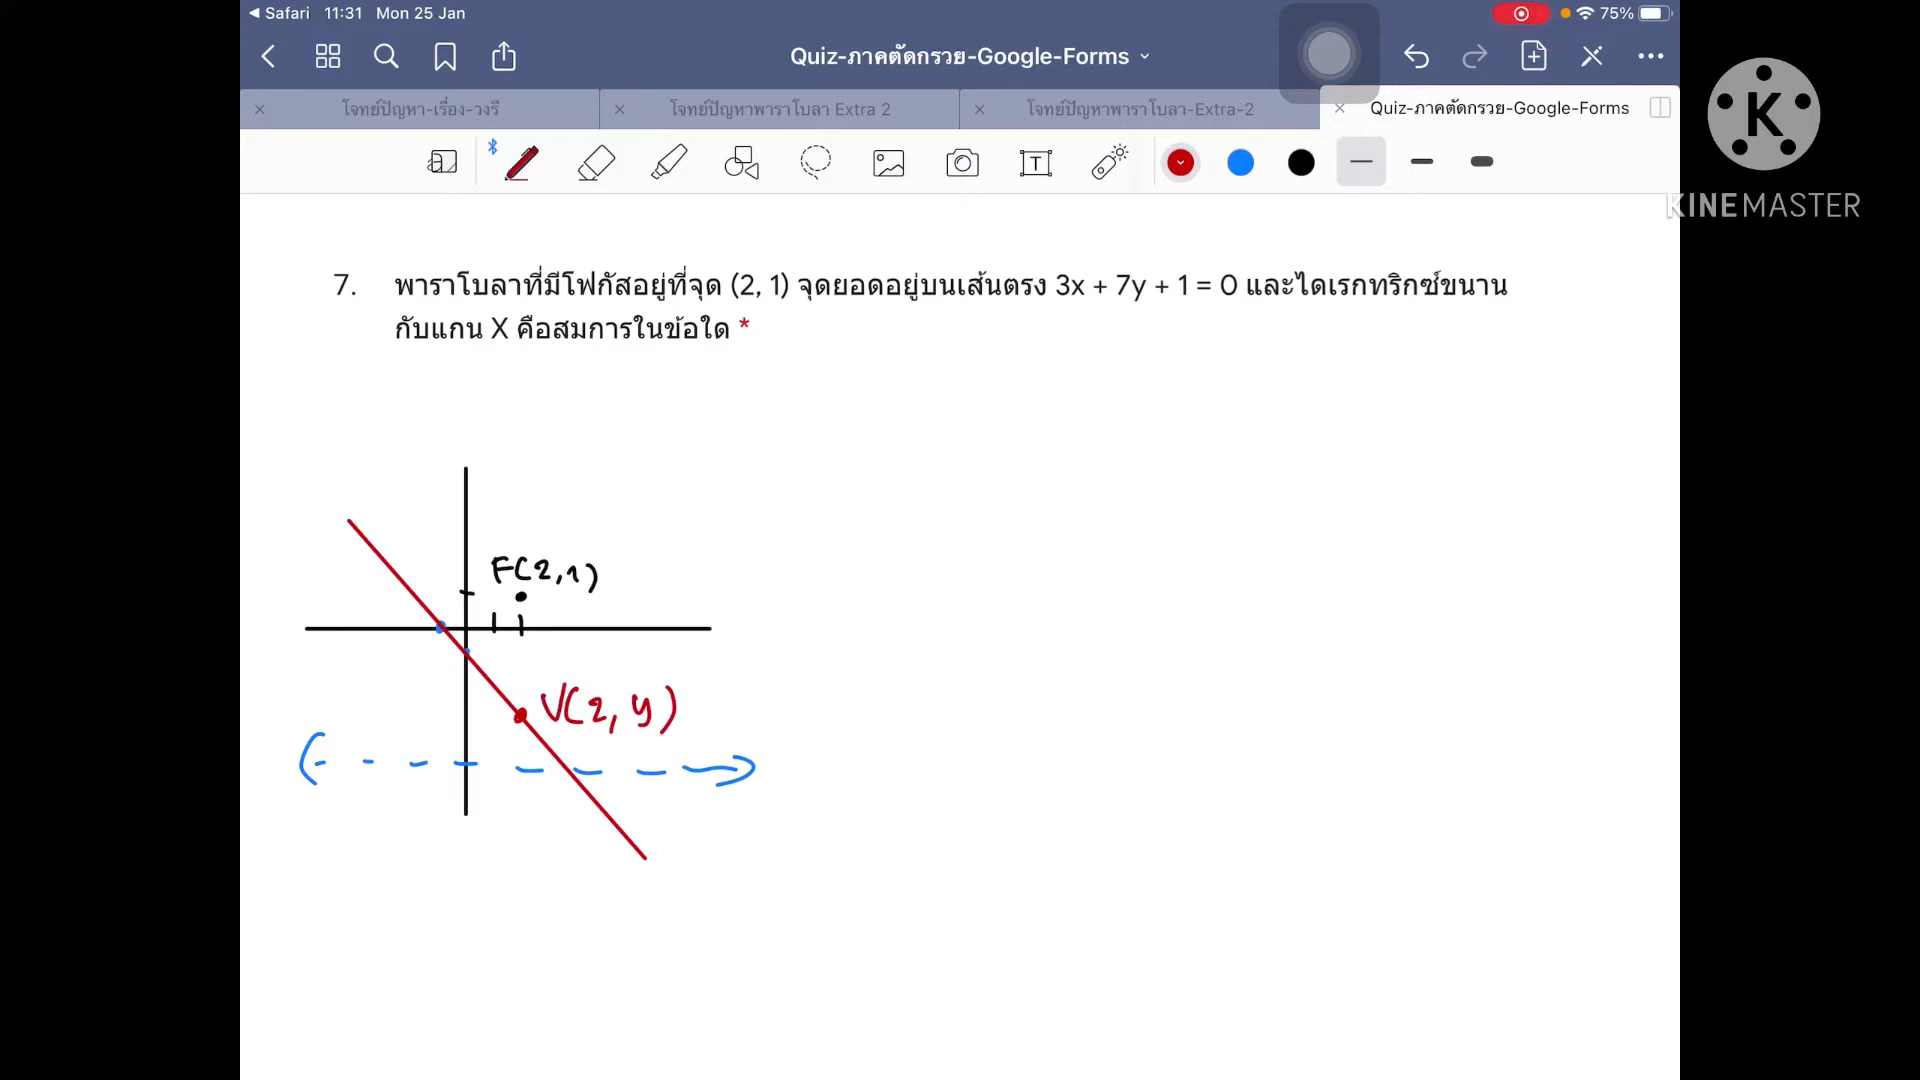 Safari 11:31 Mon 25 Jan
75%
Quiz-ภาคตัดกรวย-Google-Forms
โจทย์ปัญหา-เรื่อง-วงรี
โจทย์ปัญหาพาราโบลา Extra 2
โจทย์ปัญหาพาราโบลา-Extra-2
Quiz-ภาคตัดกรวย-Google-Forms
K
KINEMASTER
7. พาราโบลาที่มีโฟกัสอยู่ที่จุด (2, 1) จุดยอดอยู่บนเส้นตรง 3x + 7y + 1 = 0 และไดเรกทริกซ์ขนาน
กับแกน X คือสมการในข้อใด *
F(2,1)
V(2, y)